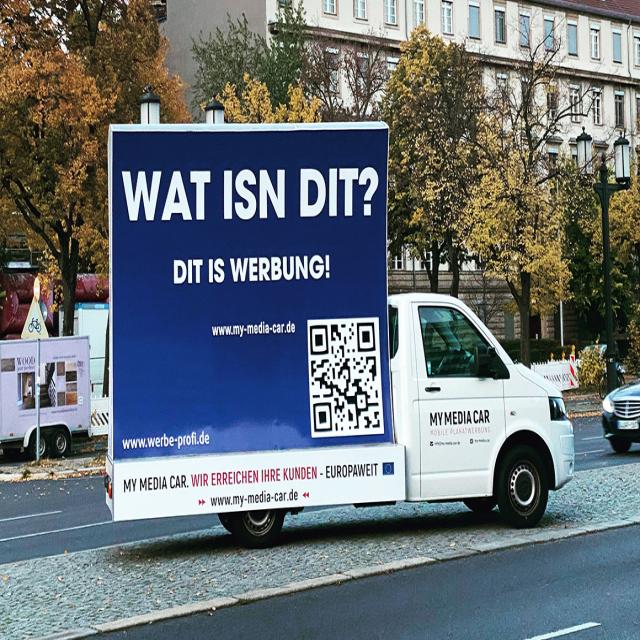 WAT ISN DIT?
DIT IS WERBUNG!
www.my-media-car.de
www.werbe-profi.de
MY MEDIA CAR. WIR ERREICHEN IHRE KUNDEN - EUROPAWEIT
www.my-media-car.de
MY MEDIA CAR
MOBILE PLAKATWERBUNG
WOOD